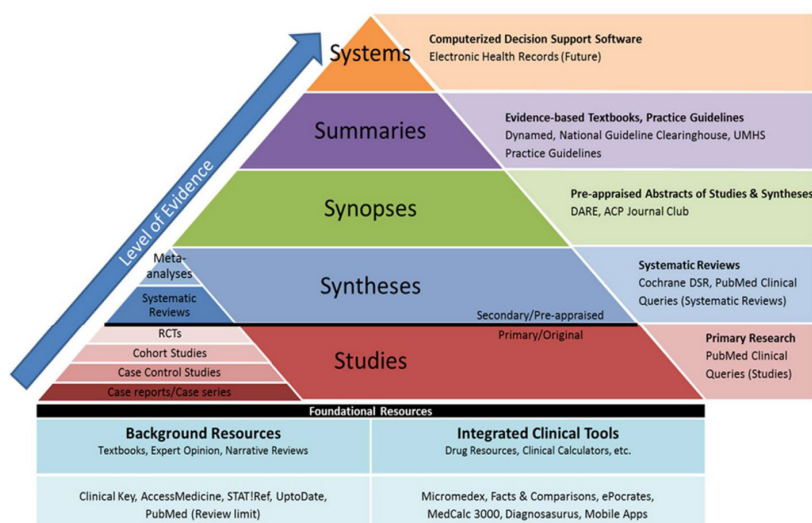 Level of Evidence
Systems
Computerized Decision Support Software
Electronic Health Records (Future)
Summaries
Evidence-based Textbooks, Practice Guidelines
Dynamed, National Guideline Clearinghouse, UMHS
Practice Guidelines
Synopses
Pre-appraised Abstracts of Studies & Syntheses
DARE, ACP Journal Club
Meta-
analyses
Systematic
Reviews
Syntheses
Systematic Reviews
Cochrane DSR, PubMed Clinical
Queries (Systematic Reviews)
Secondary/Pre-appraised
Primary/Original
RCTs
Cohort Studies
Case Control Studies
Case reports/Case series
Studies
Primary Research
PubMed Clinical
Queries (Studies)
Foundational Resources
Background Resources
Textbooks, Expert Opinion, Narrative Reviews
Clinical Key, AccessMedicine, STAT!Ref, UptoDate,
PubMed (Review limit)
Integrated Clinical Tools
Drug Resources, Clinical Calculators, etc.
Micromedex, Facts & Comparisons, ePocrates,
MedCalc 3000, Diagnosaurus, Mobile Apps